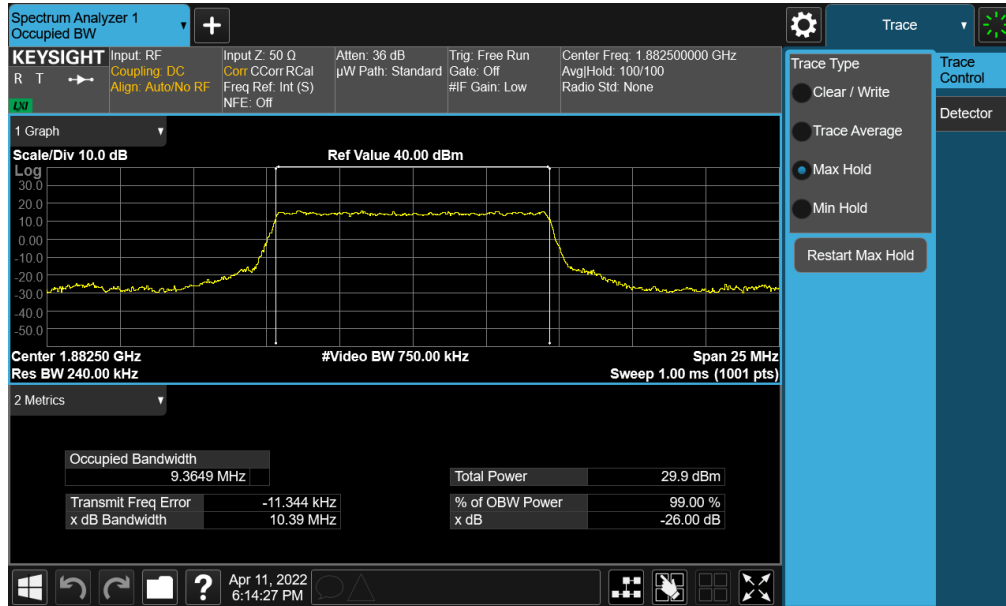 Spectrum Analyzer 1
Occupied BW
+
Trace
KEYSIGHT
R T
LXI
Input: RF
Coupling: DC
Align: Auto/No RF
Input Z: 50 Ω
Corr CCorr RCal
Freq Ref: Int (S)
NFE: Off
Atten: 36 dB
µW Path: Standard
Trig: Free Run
Gate: Off
#IF Gain: Low
Center Freq: 1.882500000 GHz
Avg|Hold: 100/100
Radio Std: None
Trace Type
Clear / Write
Trace Average
Max Hold
Min Hold
Restart Max Hold
Trace
Control
Detector
1 Graph
Scale/Div 10.0 dB
Ref Value 40.00 dBm
Log
30.0
20.0
10.0
0.00
-10.0
-20.0
-30.0
-40.0
-50.0
Center 1.88250 GHz
#Video BW 750.00 kHz
Span 25 MHz
Res BW 240.00 kHz
Sweep 1.00 ms (1001 pts)
2 Metrics
Occupied Bandwidth
9.3649 MHz
Total Power 29.9 dBm
Transmit Freq Error -11.344 kHz
% of OBW Power 99.00 %
x dB Bandwidth 10.39 MHz
x dB -26.00 dB
?
Apr 11, 2022
6:14:27 PM